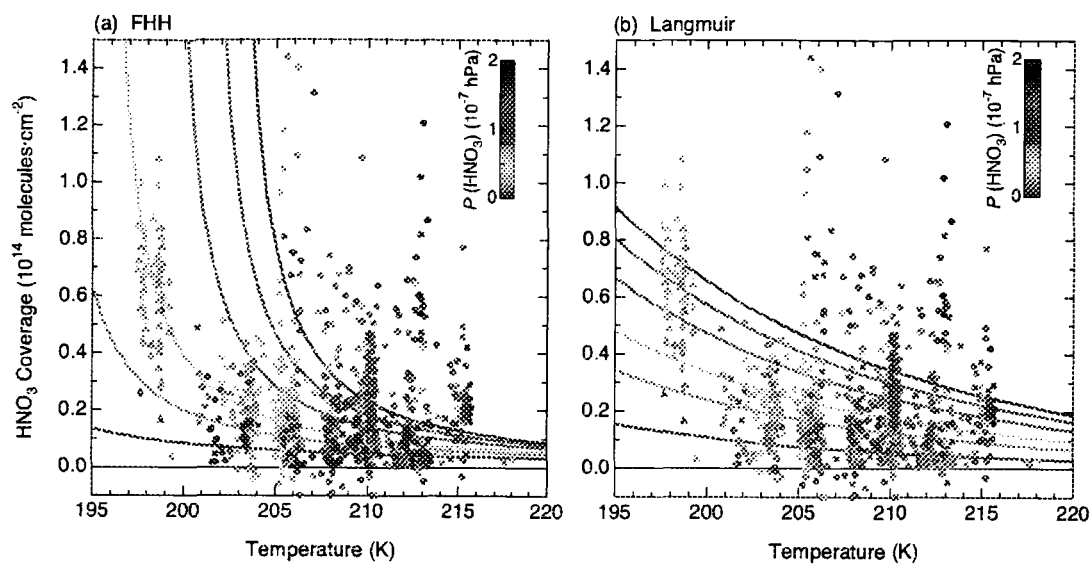 (a) FHH
(b) Langmuir
HNO₃ Coverage (10¹⁴ molecules·cm⁻²)
1.4
1.2
1.0
0.8
0.6
0.4
0.2
0.0
2
1
0
P (HNO₃) (10⁻⁷ hPa)
195 200 205 210 215 220
Temperature (K)
1.4
1.2
1.0
0.8
0.6
0.4
0.2
0.0
2
1
0
P (HNO₃) (10⁻⁷ hPa)
195 200 205 210 215 220
Temperature (K)